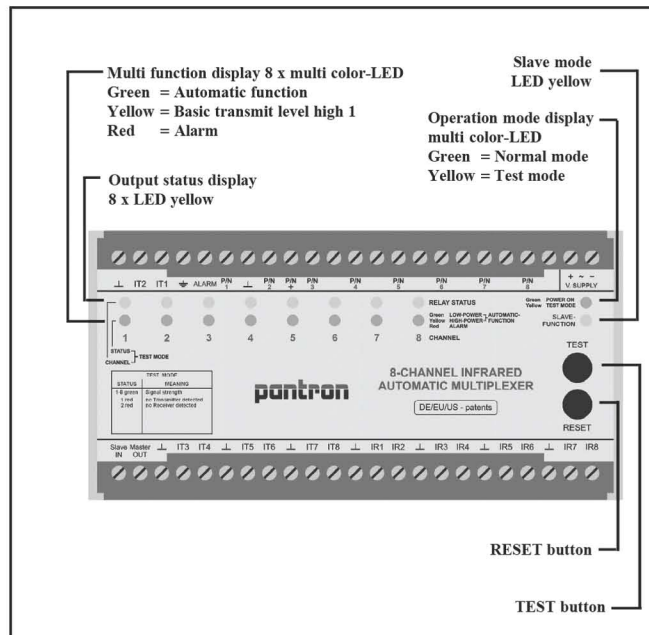 Multi function display 8 x multi color-LED
Green = Automatic function
Yellow = Basic transmit level high 1
Red = Alarm
Slave mode
LED yellow
Operation mode display
multi color-LED
Green = Normal mode
Yellow = Test mode
Output status display
8 x LED yellow
⊥ IT2 IT1 ⏚ ALARM P/N 1 ⊥ P/N 2 P/N + P/N 3 P/N 4 P/N 5 P/N 6 P/N 7 P/N 8 + ~ –
V. SUPPLY
RELAY STATUS
Green POWER ON
Yellow TEST MODE
Green LOW-POWER AUTOMATIC-
Yellow HIGH-POWER FUNCTION
Red ALARM
SLAVE-
FUNCTION
1 2 3 4 5 6 7 8 CHANNEL
STATUS
CHANNEL TEST MODE
TEST
TEST MODE
STATUS MEANING
1-8 green Signal strength
1 red no Transmitter detected
2 red no Receiver detected
pantron
8-CHANNEL INFRARED
AUTOMATIC MULTIPLEXER
DE/EU/US - patents
RESET
Slave IN Master OUT ⊥ IT3 IT4 ⊥ IT5 IT6 ⊥ IT7 IT8 ⊥ IR1 IR2 ⊥ IR3 IR4 ⊥ IR5 IR6 ⊥ IR7 IR8
RESET button
TEST button